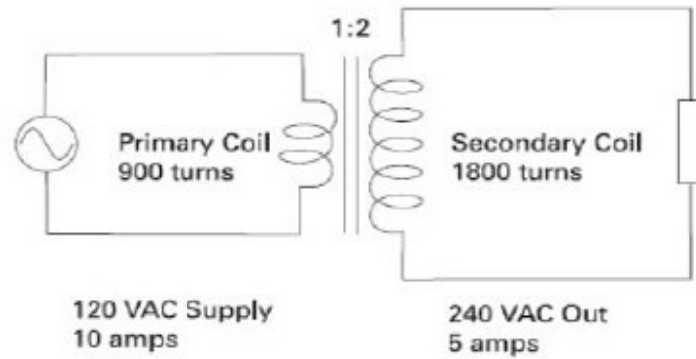 1:2
Primary Coil
900 turns
Secondary Coil
1800 turns
120 VAC Supply
10 amps
240 VAC Out
5 amps